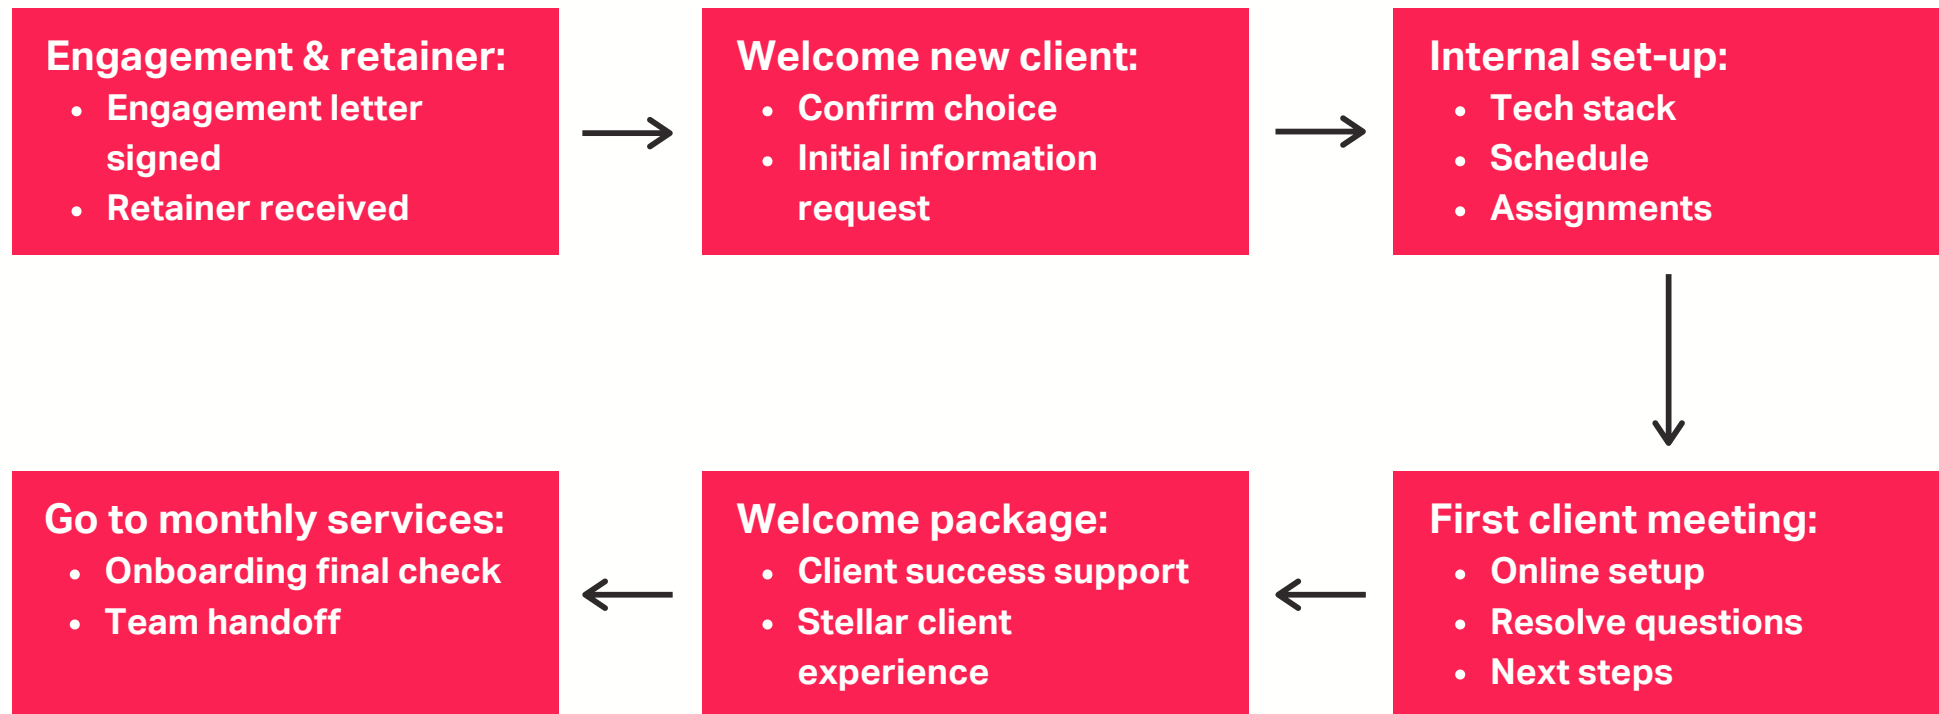 Engagement & retainer:
• Engagement letter
signed
• Retainer received
Welcome new client:
• Confirm choice
• Initial information
request
Internal set-up:
• Tech stack
• Schedule
• Assignments
First client meeting:
• Online setup
• Resolve questions
• Next steps
Welcome package:
• Client success support
• Stellar client
experience
Go to monthly services:
• Onboarding final check
• Team handoff